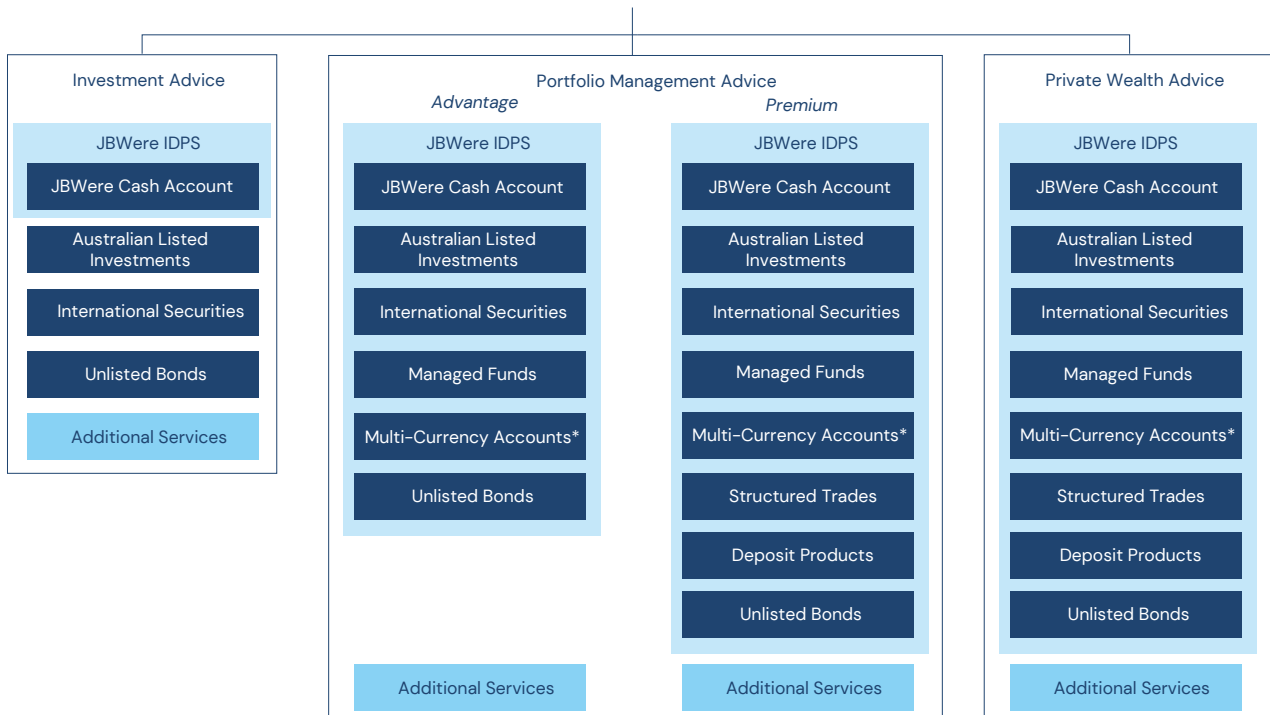 Investment Advice
JBWere IDPS
JBWere Cash Account
Australian Listed
Investments
International Securities
Unlisted Bonds
Additional Services
Portfolio Management Advice
Advantage
JBWere IDPS
JBWere Cash Account
Australian Listed
Investments
International Securities
Managed Funds
Multi-Currency Accounts*
Unlisted Bonds
Additional Services
Premium
JBWere IDPS
JBWere Cash Account
Australian Listed
Investments
International Securities
Managed Funds
Multi-Currency Accounts*
Structured Trades
Deposit Products
Unlisted Bonds
Additional Services
Private Wealth Advice
JBWere IDPS
JBWere Cash Account
Australian Listed
Investments
International Securities
Managed Funds
Multi-Currency Accounts*
Structured Trades
Deposit Products
Unlisted Bonds
Additional Services